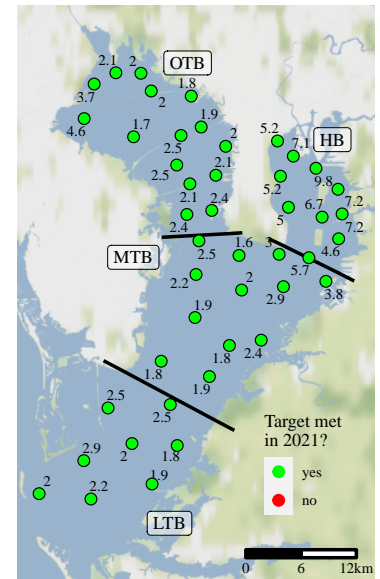 2.1 2
OTB
3.7 2 1.8
4.6 1.7 2.5 1.9 2
5.2 HB
7.1
2.5 2.1 5.2 9.8
2.1 2.4 5 6.7 7.2
2.4 7.2
MTB 2.5 1.6 3 4.6
5.7
2.2 2 2.9 3.8
1.9
1.8 2.4
1.8 1.9
2.5 2.5
Target met
in 2021?
2.9 2 1.8 yes
2 2.2 1.9 no
LTB
0 6 12km